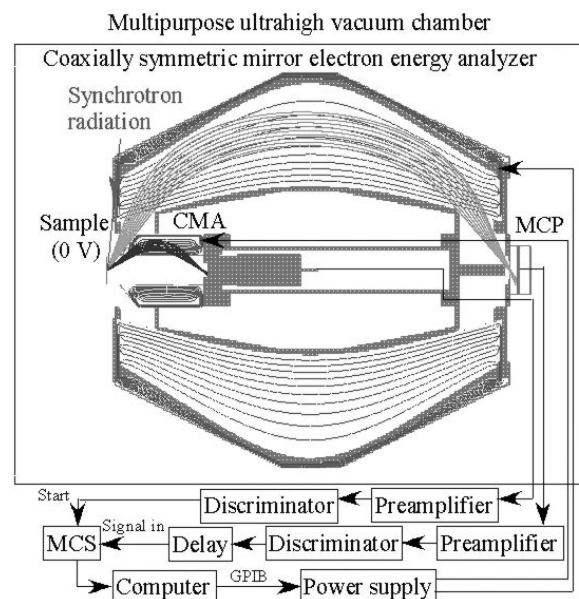 Multipurpose ultrahigh vacuum chamber
Coaxially symmetric mirror electron energy analyzer
Synchrotron
radiation
Sample
(0 V)
CMA
MCP
Start
Discriminator
Preamplifier
MCS
Signal in
Delay
Discriminator
Preamplifier
Computer
GPIB
Power supply